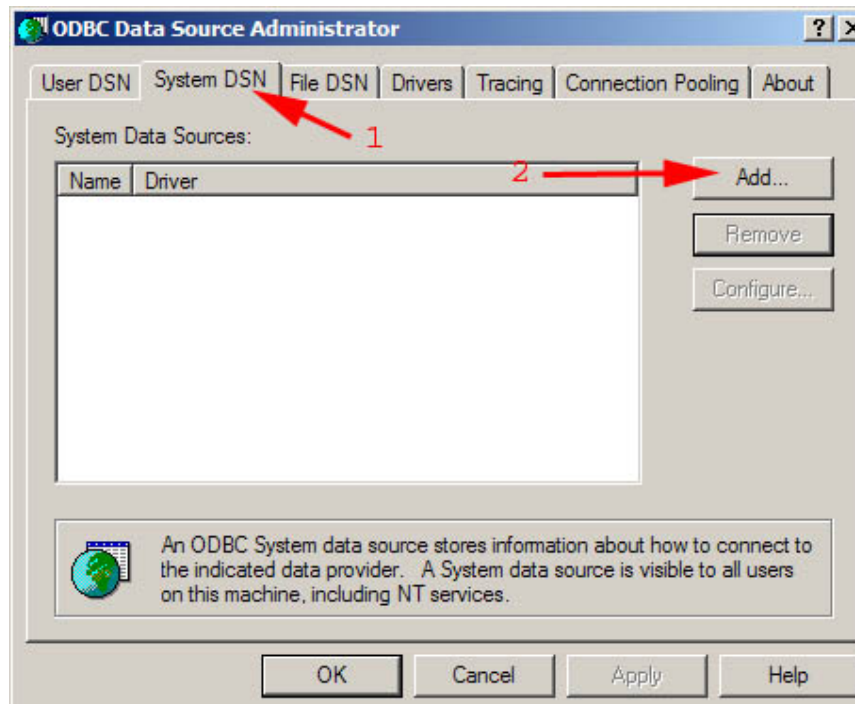 ODBC Data Source Administrator
User DSN System DSN File DSN Drivers Tracing Connection Pooling About
System Data Sources:
1
Name Driver
2
Add...
Remove
Configure...
An ODBC System data source stores information about how to connect to
the indicated data provider. A System data source is visible to all users
on this machine, including NT services.
OK Cancel Apply Help